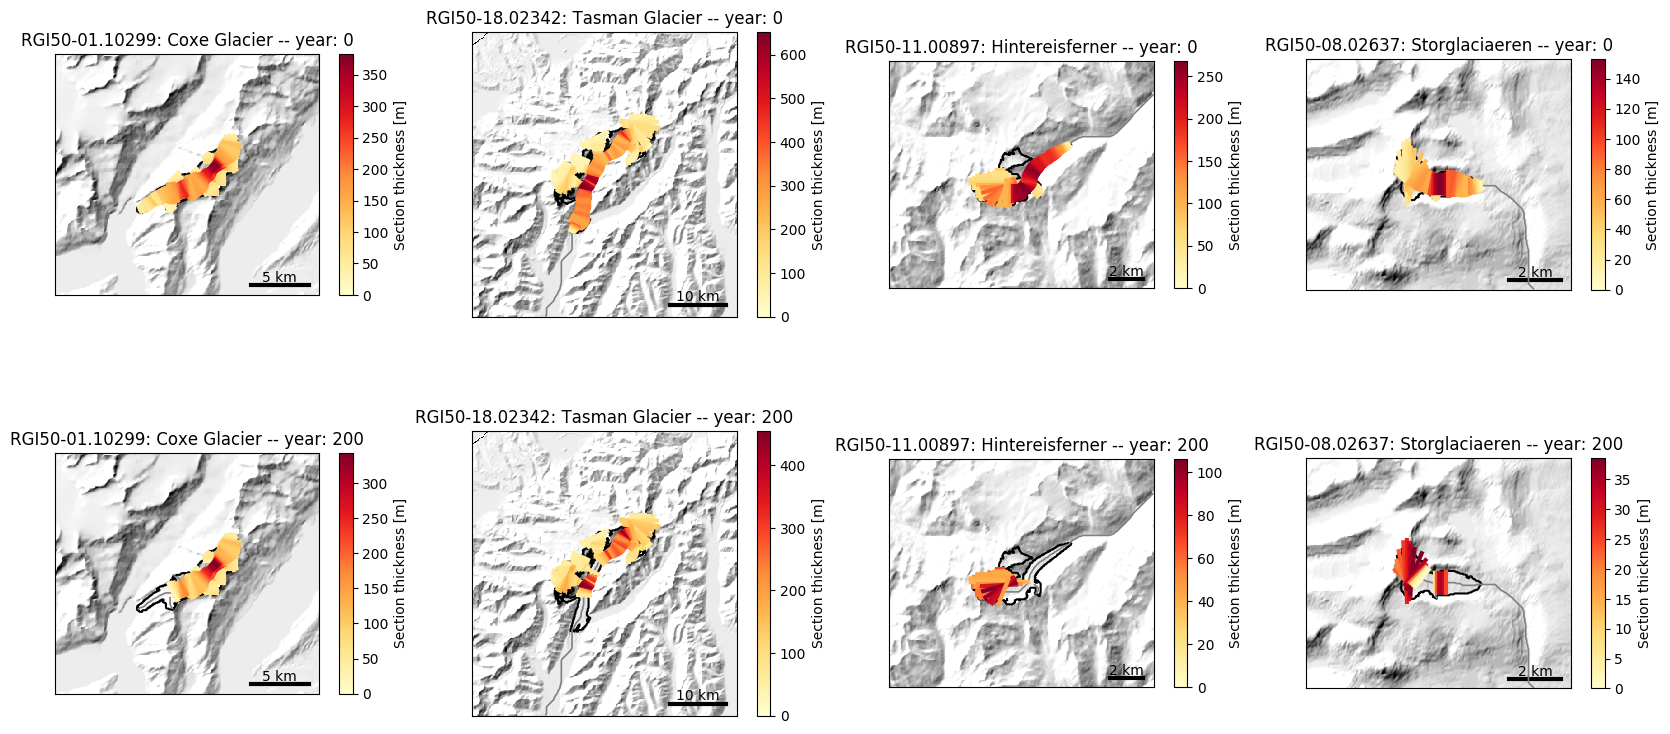 RGI50-01.10299: Coxe Glacier -- year: 0
350
300
250
200
150
100
50
0
Section thickness [m]
5 km
RGI50-18.02342: Tasman Glacier -- year: 0
600
500
400
300
200
100
0
Section thickness [m]
10 km
RGI50-11.00897: Hintereisferner -- year: 0
250
200
150
100
50
0
Section thickness [m]
2 km
RGI50-08.02637: Storglaciaeren -- year: 0
140
120
100
80
60
40
20
0
Section thickness [m]
2 km
RGI50-01.10299: Coxe Glacier -- year: 200
300
250
200
150
100
50
0
Section thickness [m]
5 km
RGI50-18.02342: Tasman Glacier -- year: 200
400
300
200
100
0
Section thickness [m]
10 km
RGI50-11.00897: Hintereisferner -- year: 200
100
80
60
40
20
0
Section thickness [m]
2 km
RGI50-08.02637: Storglaciaeren -- year: 200
35
30
25
20
15
10
5
0
Section thickness [m]
2 km